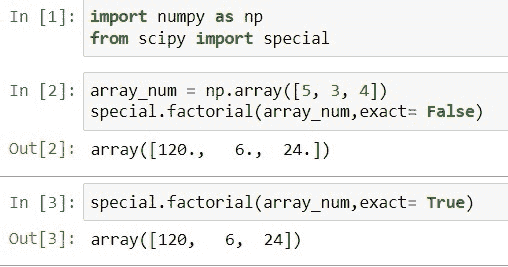 In [1]: import numpy as np
from scipy import special
In [2]: array_num = np.array([5, 3, 4])
special.factorial(array_num,exact= False)
Out[2]: array([120.,   6.,  24.])
In [3]: special.factorial(array_num,exact= True)
Out[3]: array([120,   6,  24])